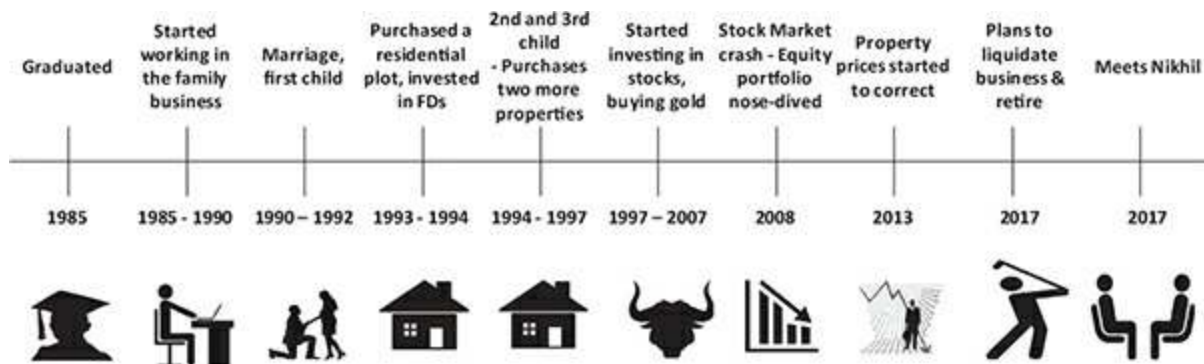 Graduated
Started
working in
the family
business
Marriage,
first child
Purchased a
residential
plot, invested
in FDs
2nd and 3rd
child
- Purchases
two more
properties
Started
investing in
stocks,
buying gold
Stock Market
crash - Equity
portfolio
nose-dived
Property
prices started
to correct
Plans to
liquidate
business &
retire
Meets Nikhil
1985
1985 - 1990
1990 – 1992
1993 - 1994
1994 - 1997
1997 – 2007
2008
2013
2017
2017